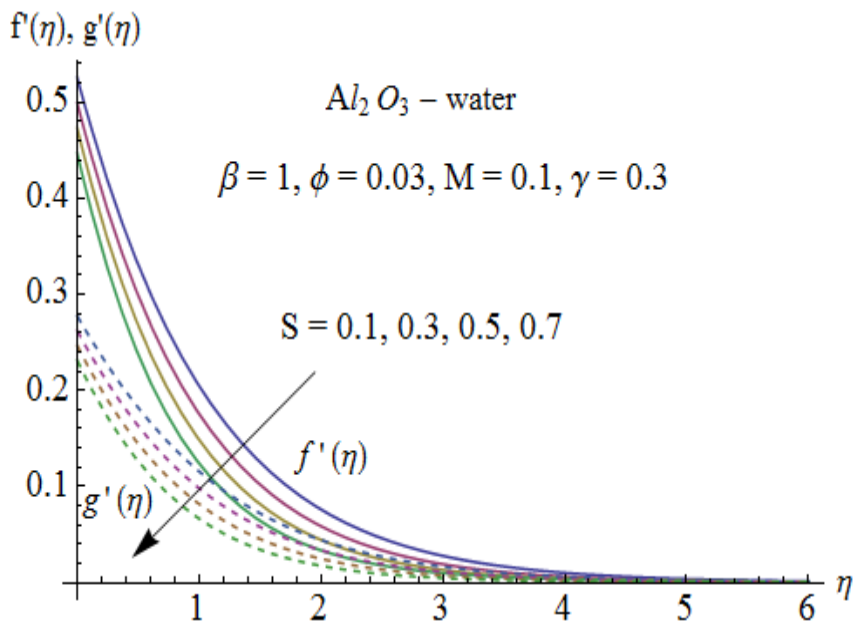 f'(η), g'(η)
Al₂ O₃ – water
β = 1, ϕ = 0.03, M = 0.1, γ = 0.3
S = 0.1, 0.3, 0.5, 0.7
f '(η)
g '(η)
0.5
0.4
0.3
0.2
0.1
1 2 3 4 5 6 η